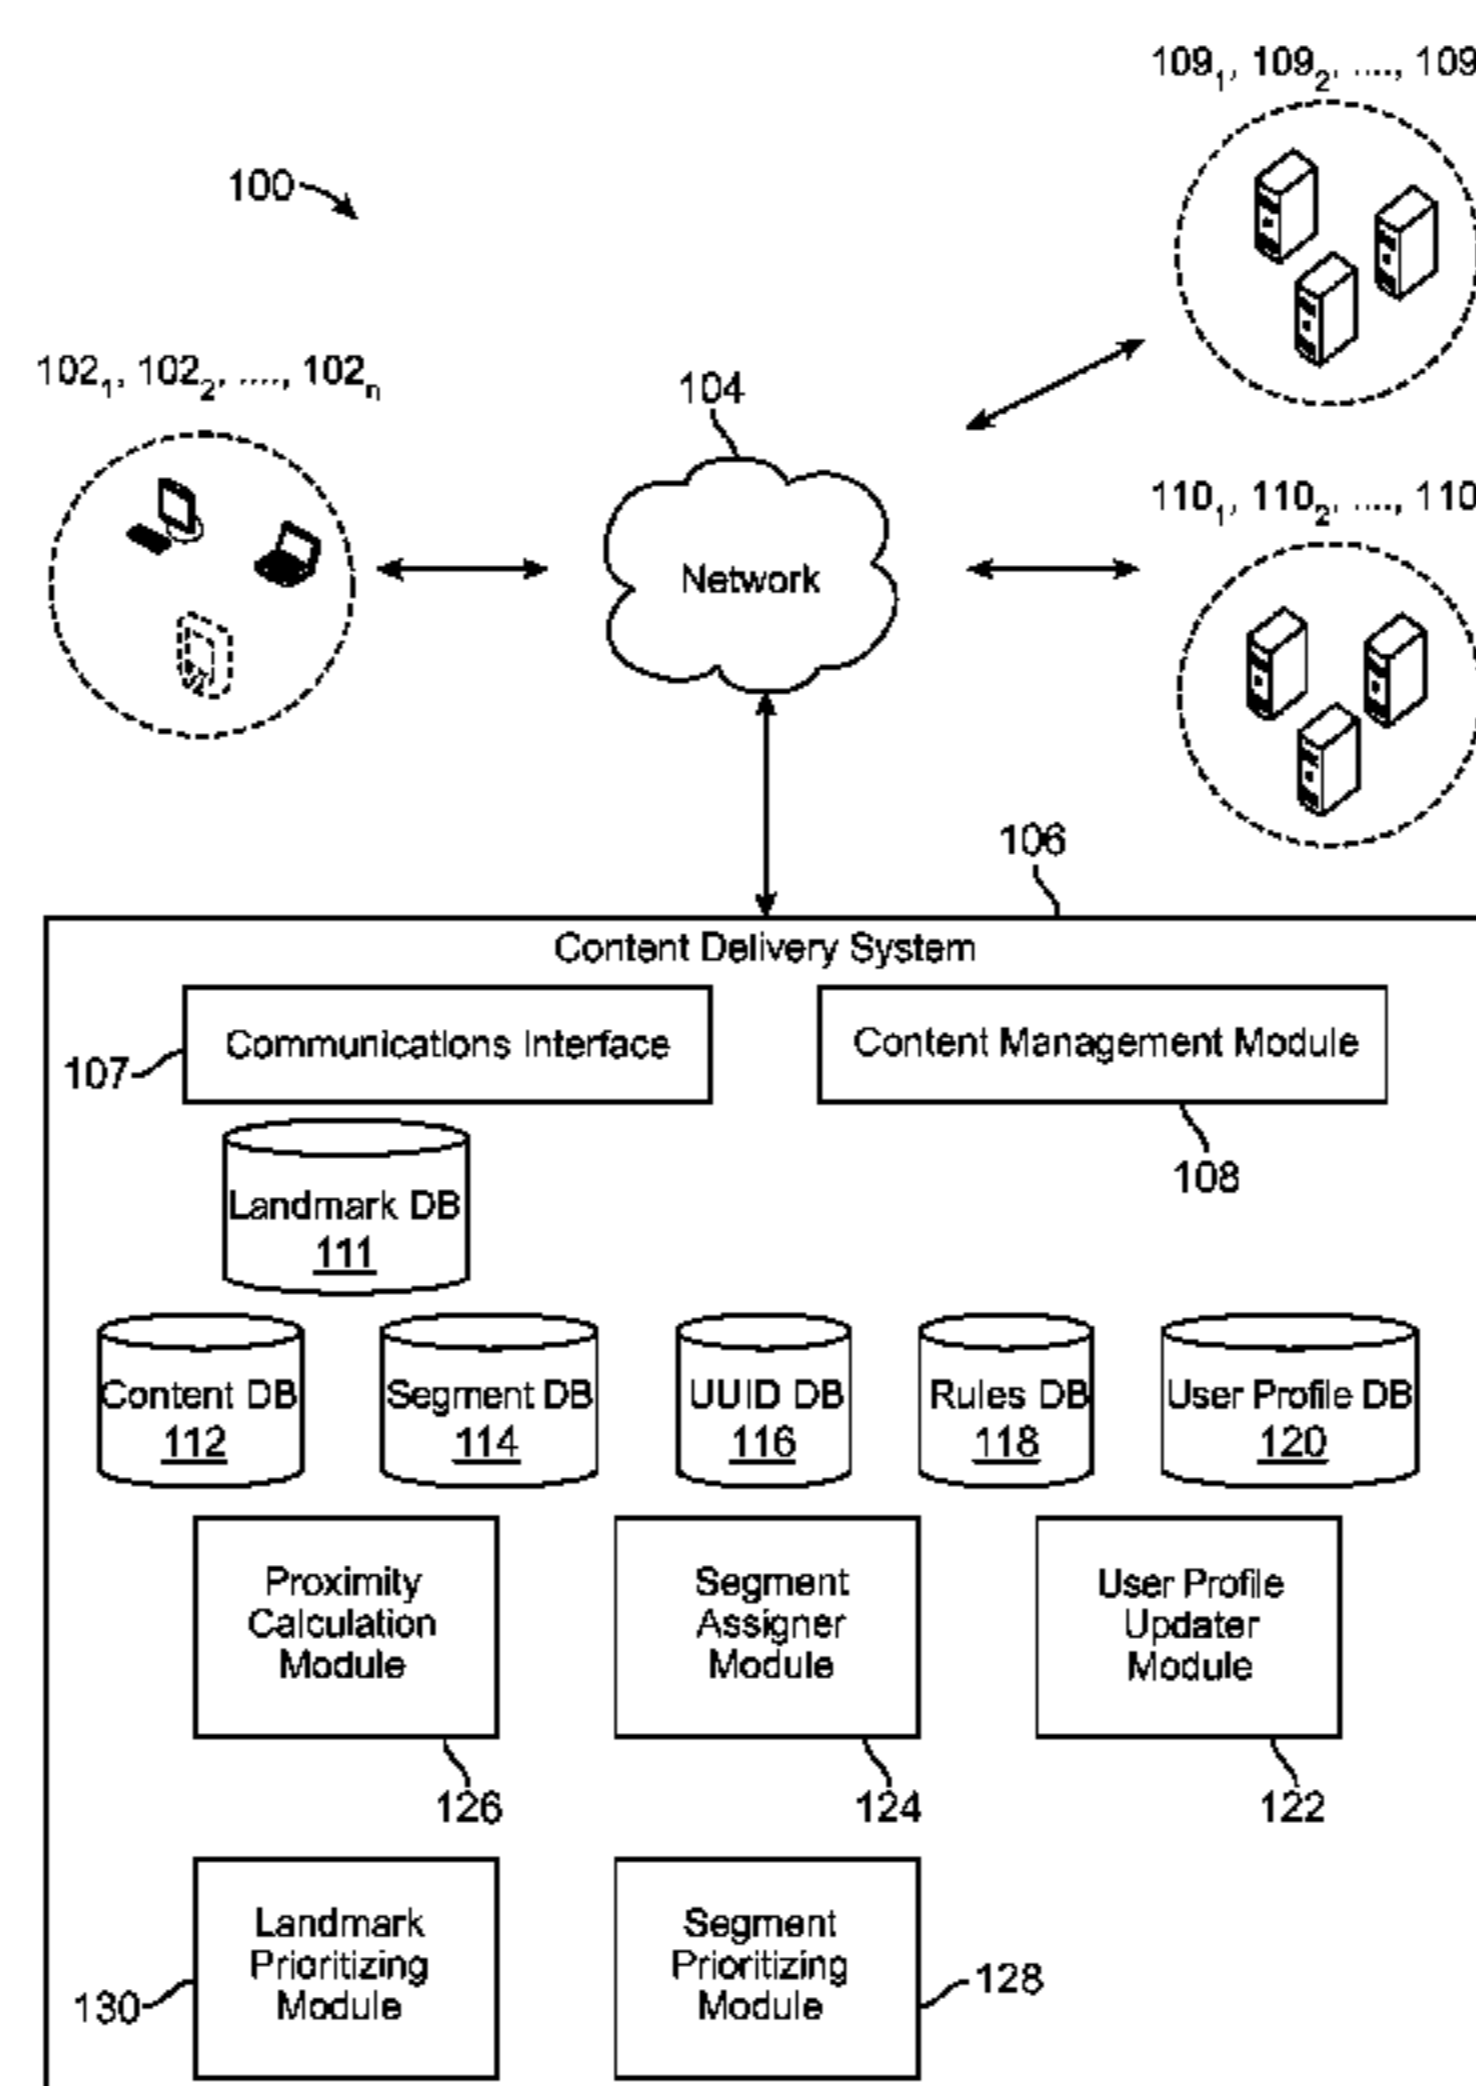 109₁, 109₂, ...., 109
100
102₁, 102₂, ...., 102ₙ
104
Network
110₁, 110₂, ...., 110
106
Content Delivery System
Communications Interface
Content Management Module
107
108
Landmark DB
111
Content DB
112
Segment DB
114
UUID DB
116
Rules DB
118
User Profile DB
120
Proximity
Calculation
Module
126
Segment
Assigner
Module
124
User Profile
Updater
Module
122
Landmark
Prioritizing
Module
130
Segment
Prioritizing
Module
128